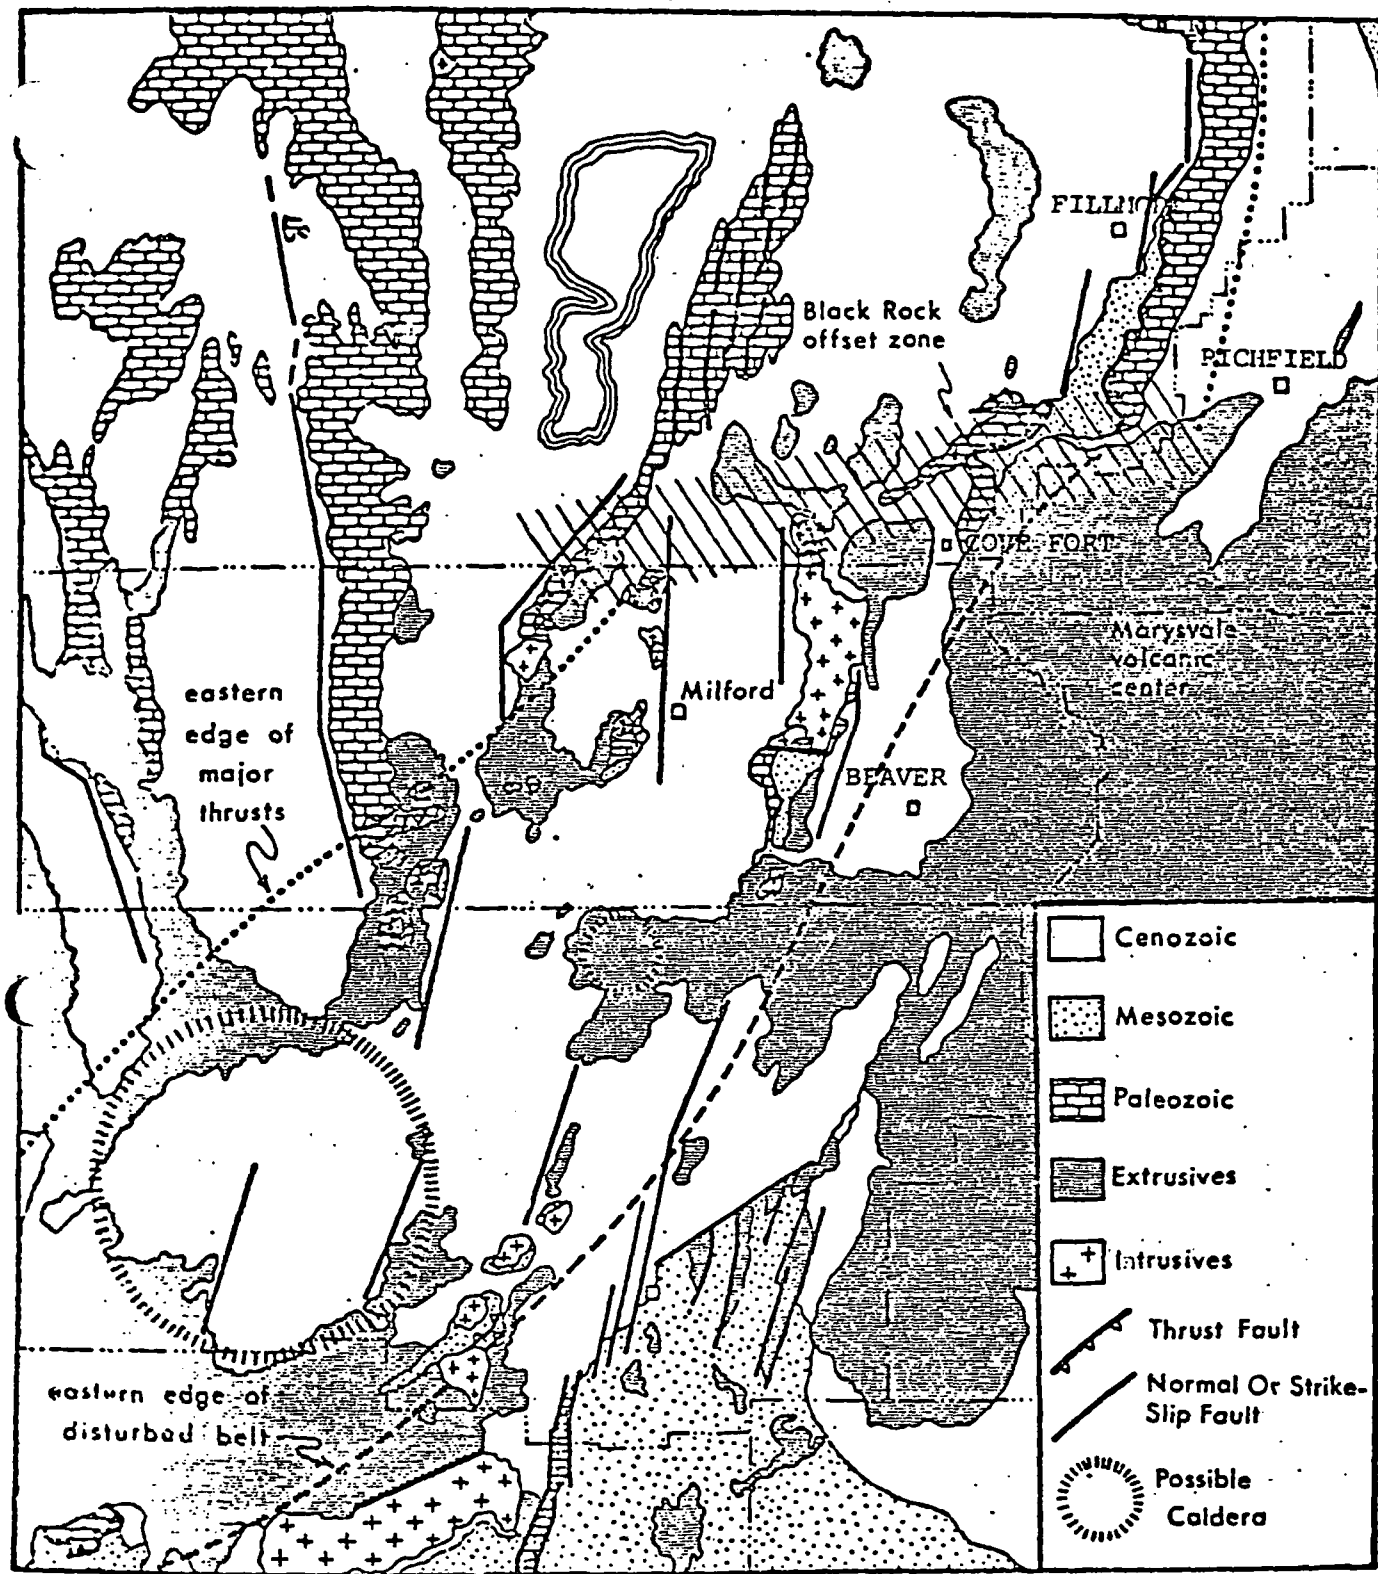 FILLMORE
Black Rock
offset zone
RICHFIELD
COVE FORT
Marysvale
volcanic
center
eastern
edge of
major
thrusts
Milford
BEAVER
Cenozoic
Mesozoic
Paleozoic
Extrusives
Intrusives
Thrust Fault
Normal Or Strike-
Slip Fault
Possible
Caldera
eastern edge of
disturbed belt